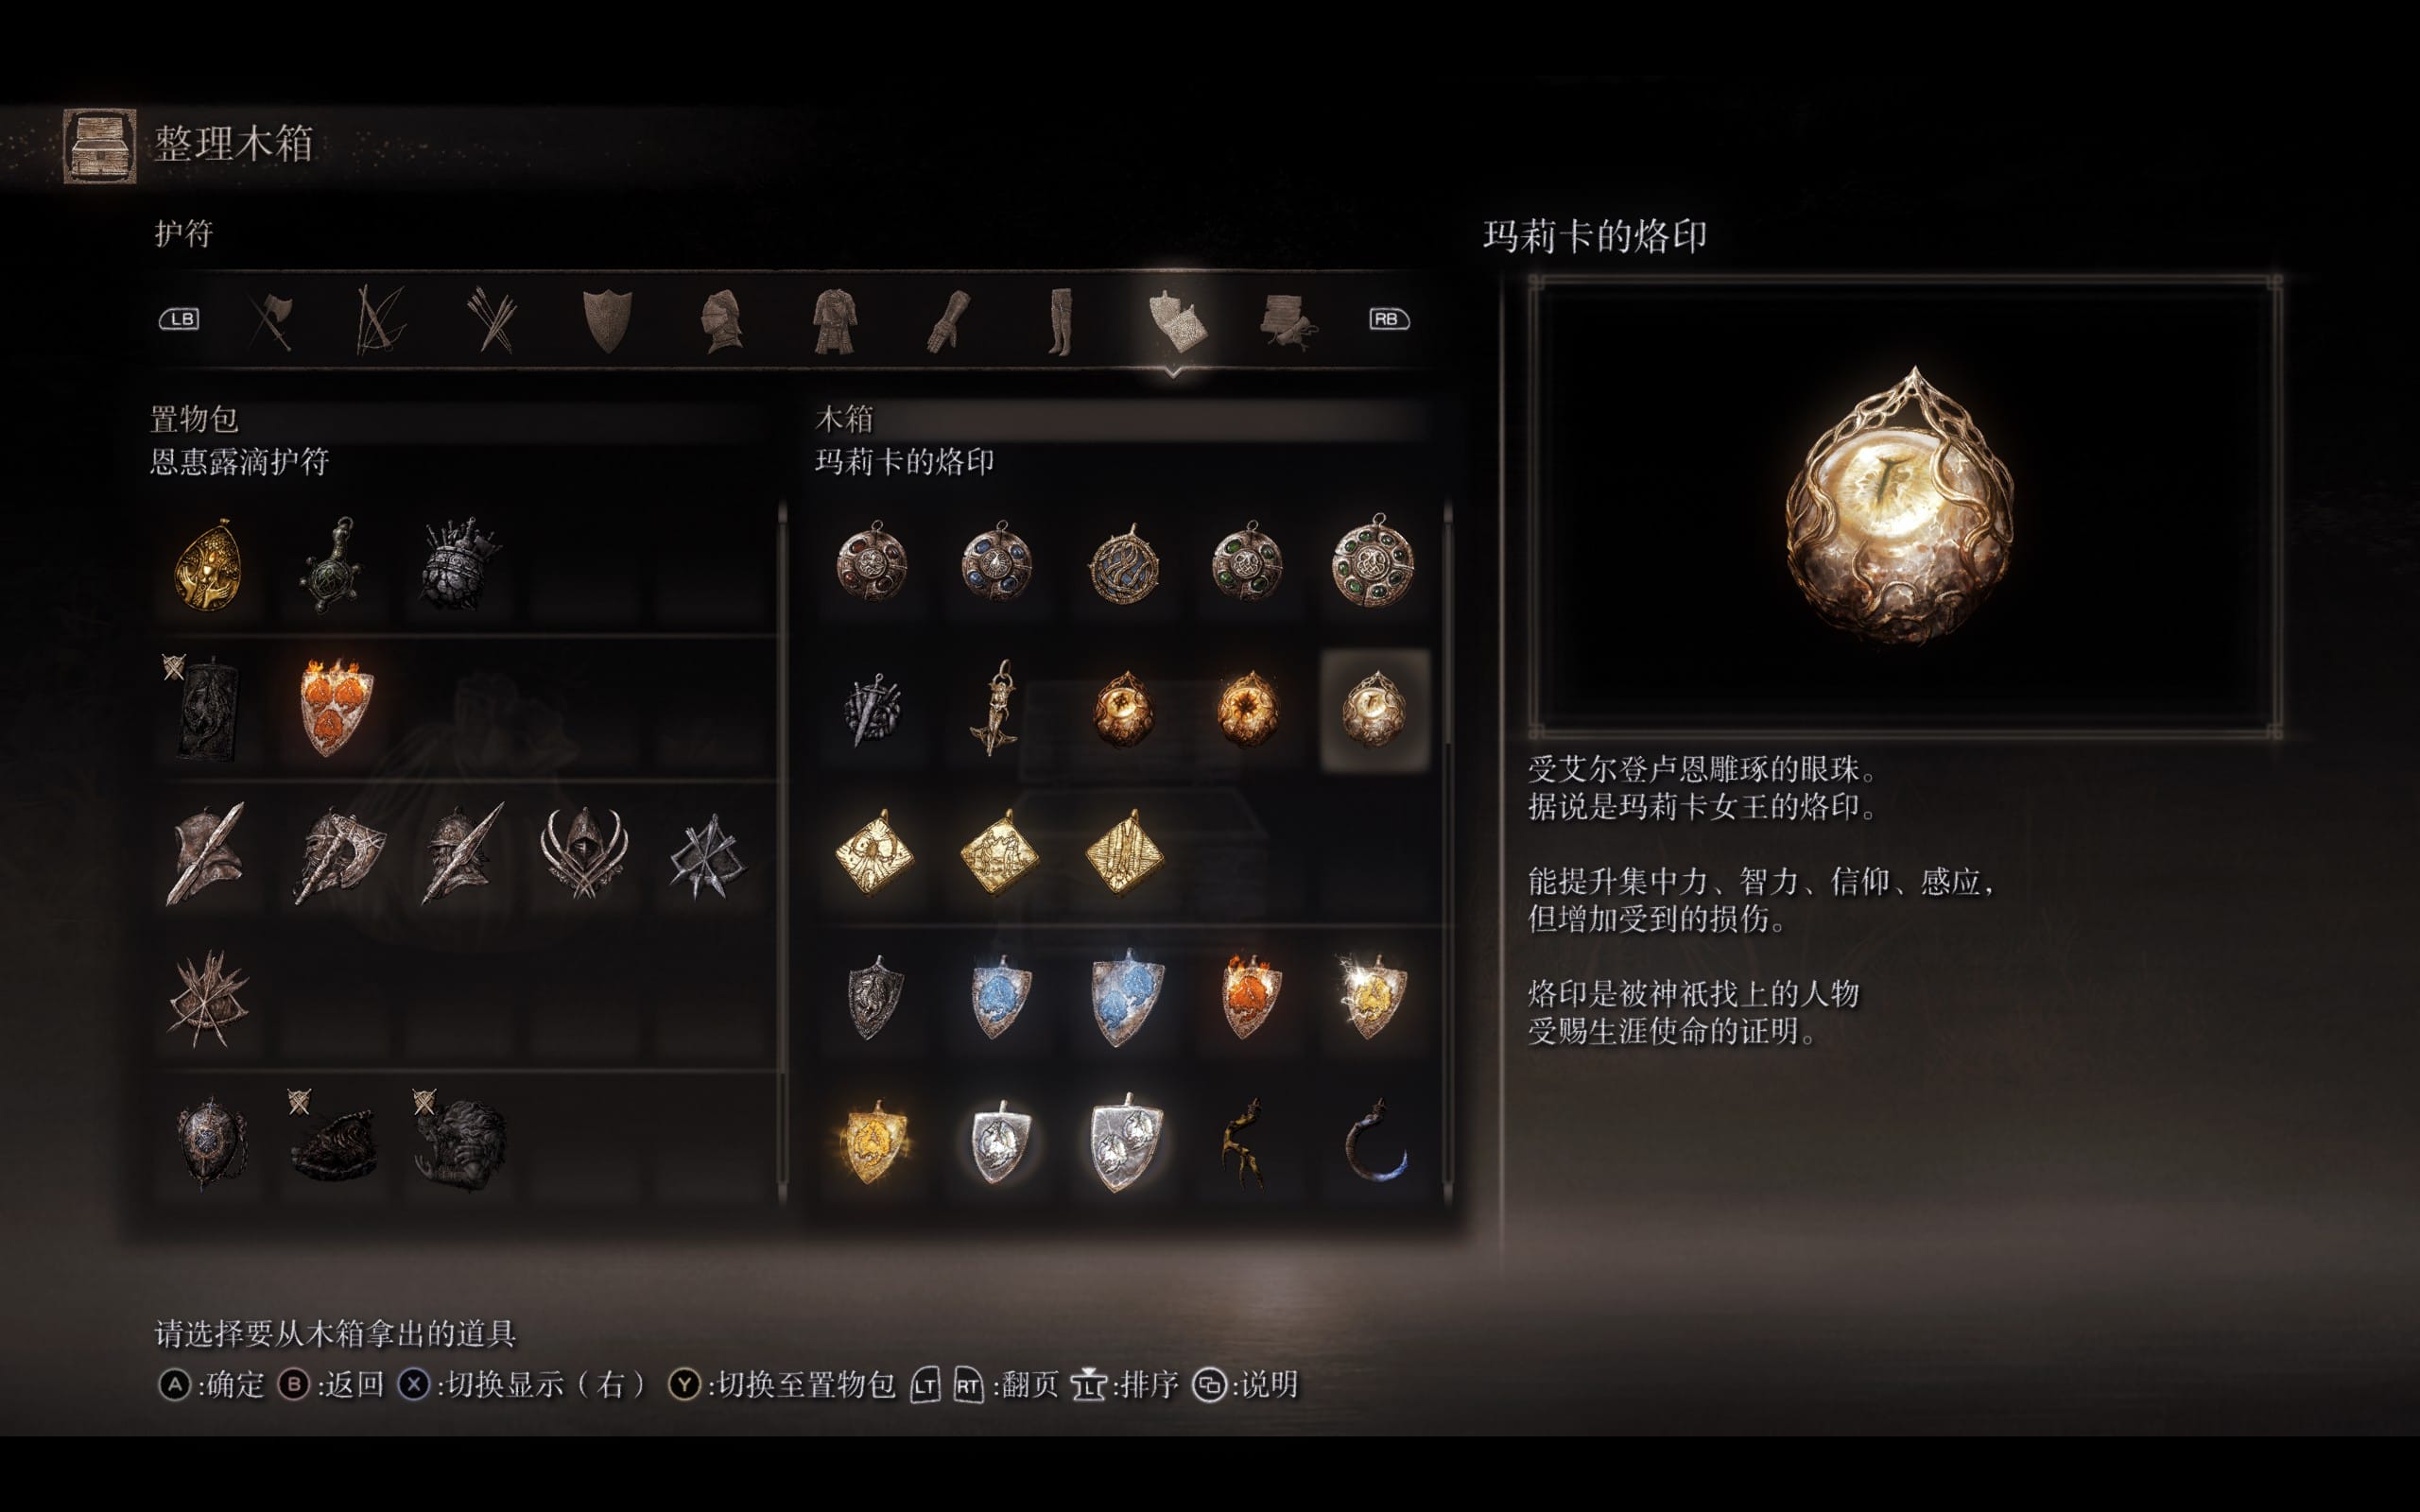 整理木箱
护符
LB
RB
置物包
恩惠露滴护符
木箱
玛莉卡的烙印
玛莉卡的烙印
受艾尔登卢恩雕琢的眼珠。
据说是玛莉卡女王的烙印。
能提升集中力、智力、信仰、感应，
但增加受到的损伤。
烙印是被神祇找上的人物
受赐生涯使命的证明。
请选择要从木箱拿出的道具
A:确定 B:返回 X:切换显示（右） Y:切换至置物包 LT RT:翻页 L:排序 :说明